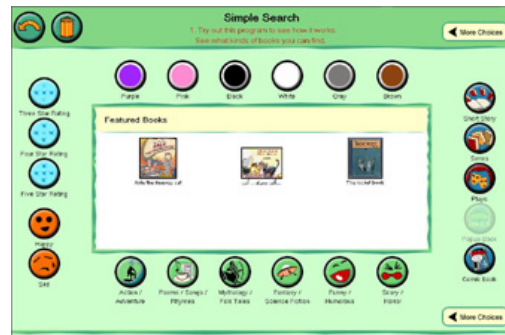 Simple Search
1. Try out this program to see how it works.
See what kinds of books you can find.
More Choices
Purple
Pink
Black
White
Gray
Brown
Three Star Rating
Four Star Rating
Five Star Rating
Happy
Sad
Featured Books
Short Story
Series
Plays
Comic Book
Action /
Adventure
Poems / Songs /
Rhymes
Mythology /
Folk Tales
Fantasy /
Science Fiction
Funny /
Humorous
Scary /
Horror
More Choices